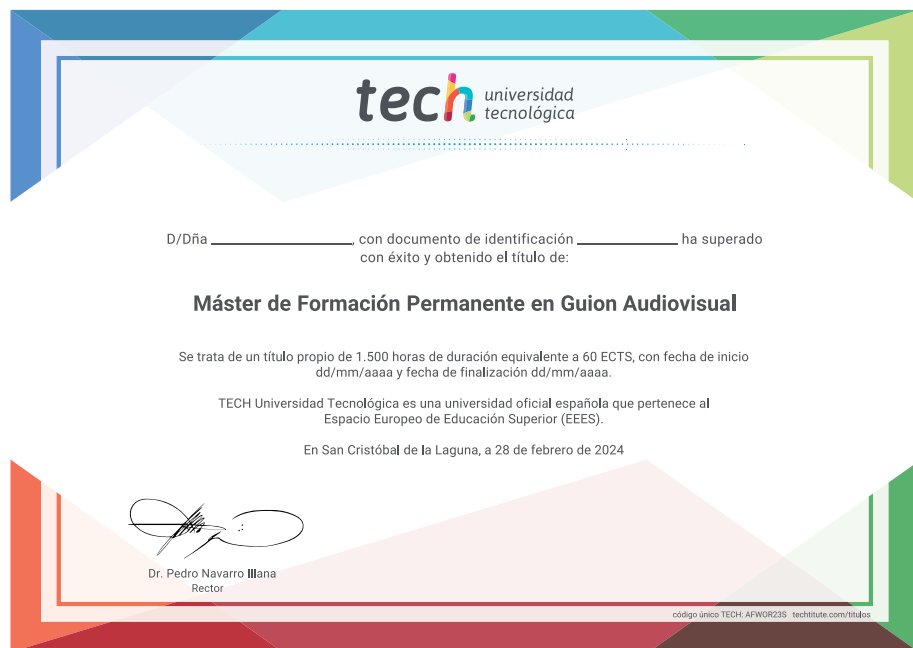 tech universidad
tecnológica
D/Dña ____________________, con documento de identificación ______________ ha superado
con éxito y obtenido el título de:
Máster de Formación Permanente en Guion Audiovisual
Se trata de un título propio de 1.500 horas de duración equivalente a 60 ECTS, con fecha de inicio
dd/mm/aaaa y fecha de finalización dd/mm/aaaa.
TECH Universidad Tecnológica es una universidad oficial española que pertenece al
Espacio Europeo de Educación Superior (EEES).
En San Cristóbal de la Laguna, a 28 de febrero de 2024
Dr. Pedro Navarro Illana
Rector
código único TECH: AFWOR23S techtitute.com/titulos